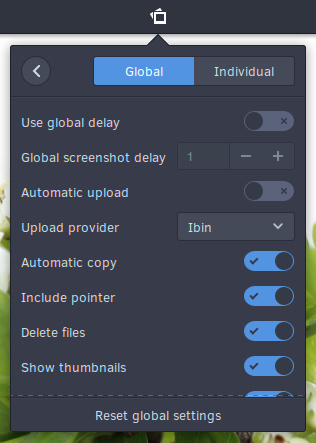 Global Individual
Use global delay
Global screenshot delay 1
Automatic upload
Upload provider Ibin
Automatic copy
Include pointer
Delete files
Show thumbnails
Reset global settings